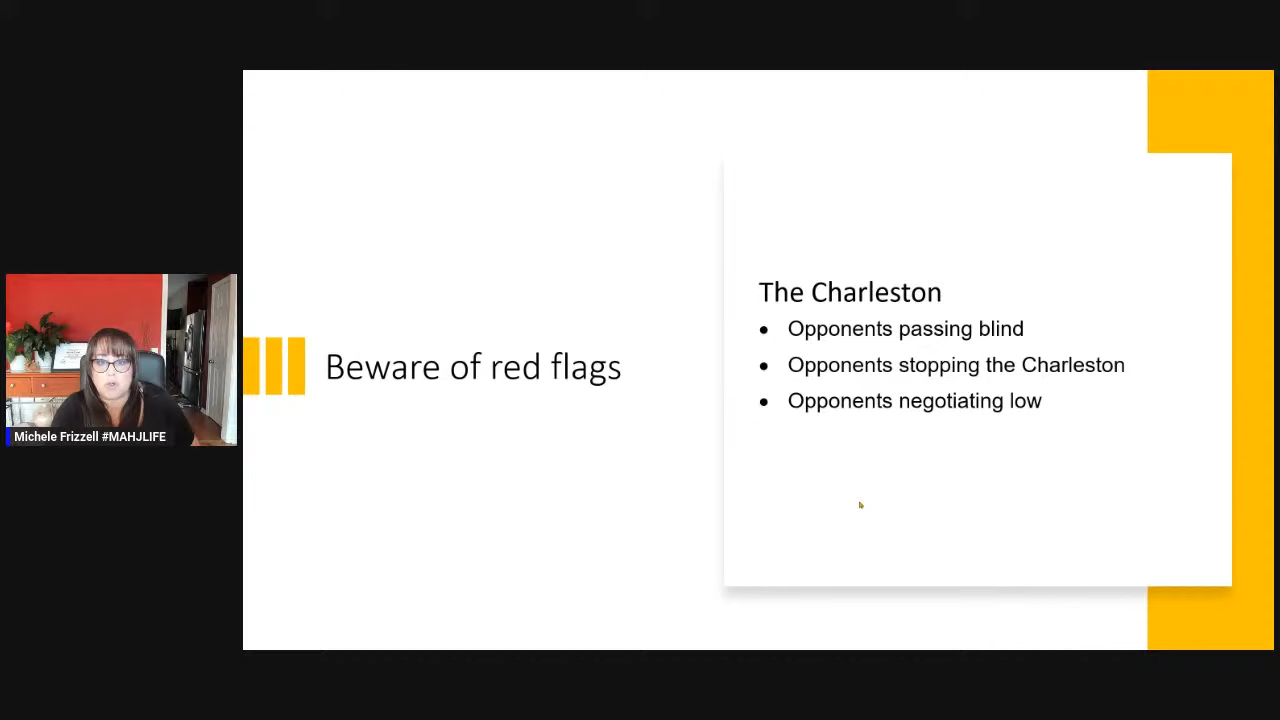 Beware of red flags
The Charleston
• Opponents passing blind
• Opponents stopping the Charleston
• Opponents negotiating low
Michele Frizzell #MAHJLIFE